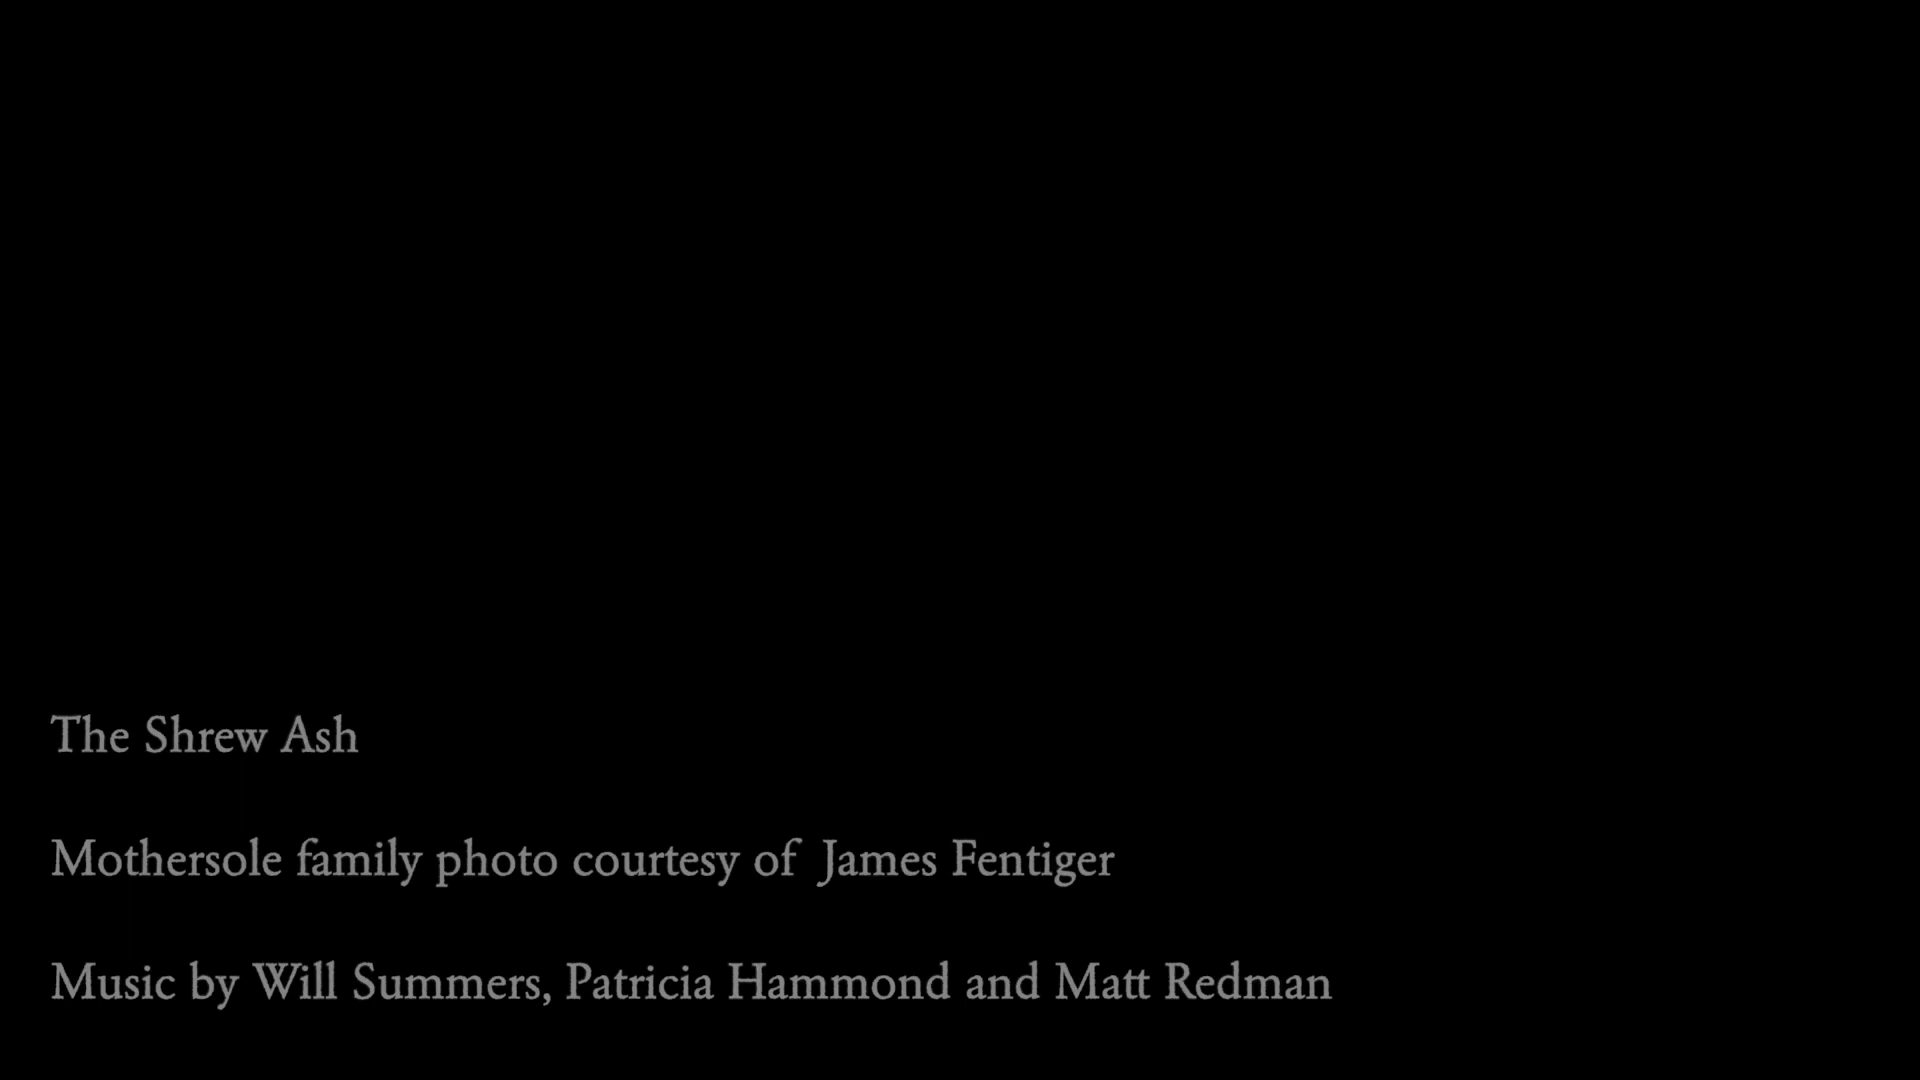 The Shrew Ash
Mothersole family photo courtesy of James Fentiger
Music by Will Summers, Patricia Hammond and Matt Redman